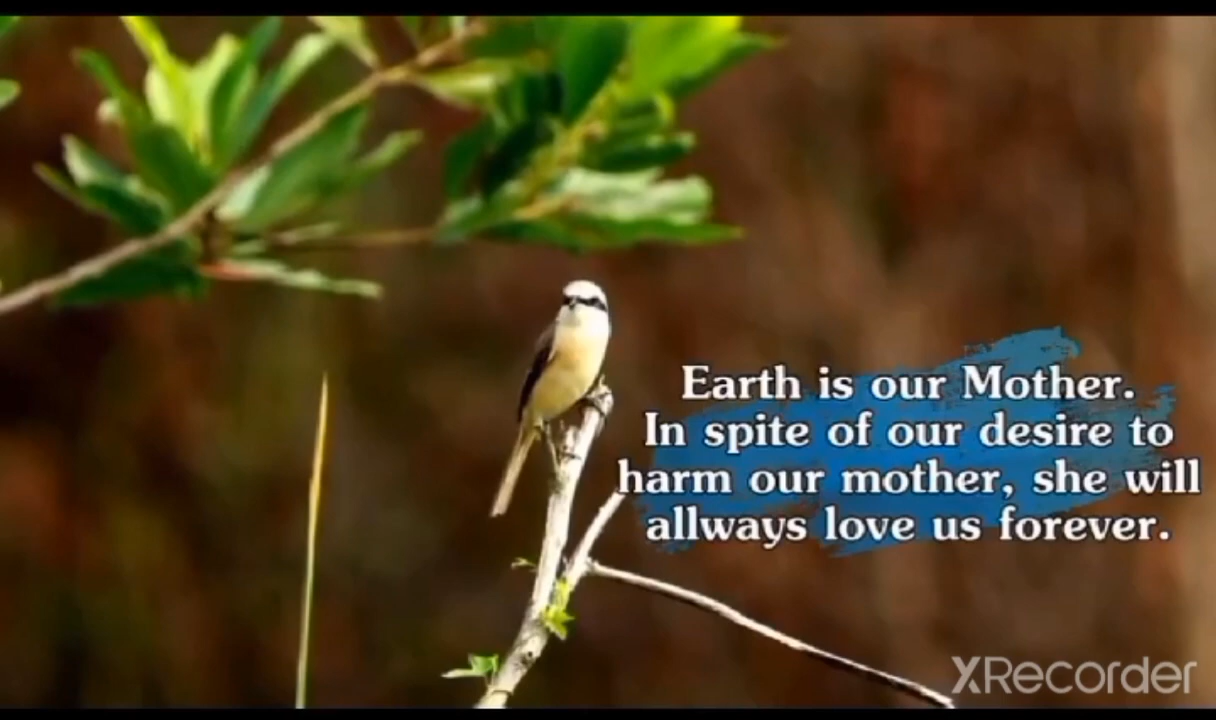 Earth is our Mother.
In spite of our desire to
harm our mother, she will
allways love us forever.
XRecorder